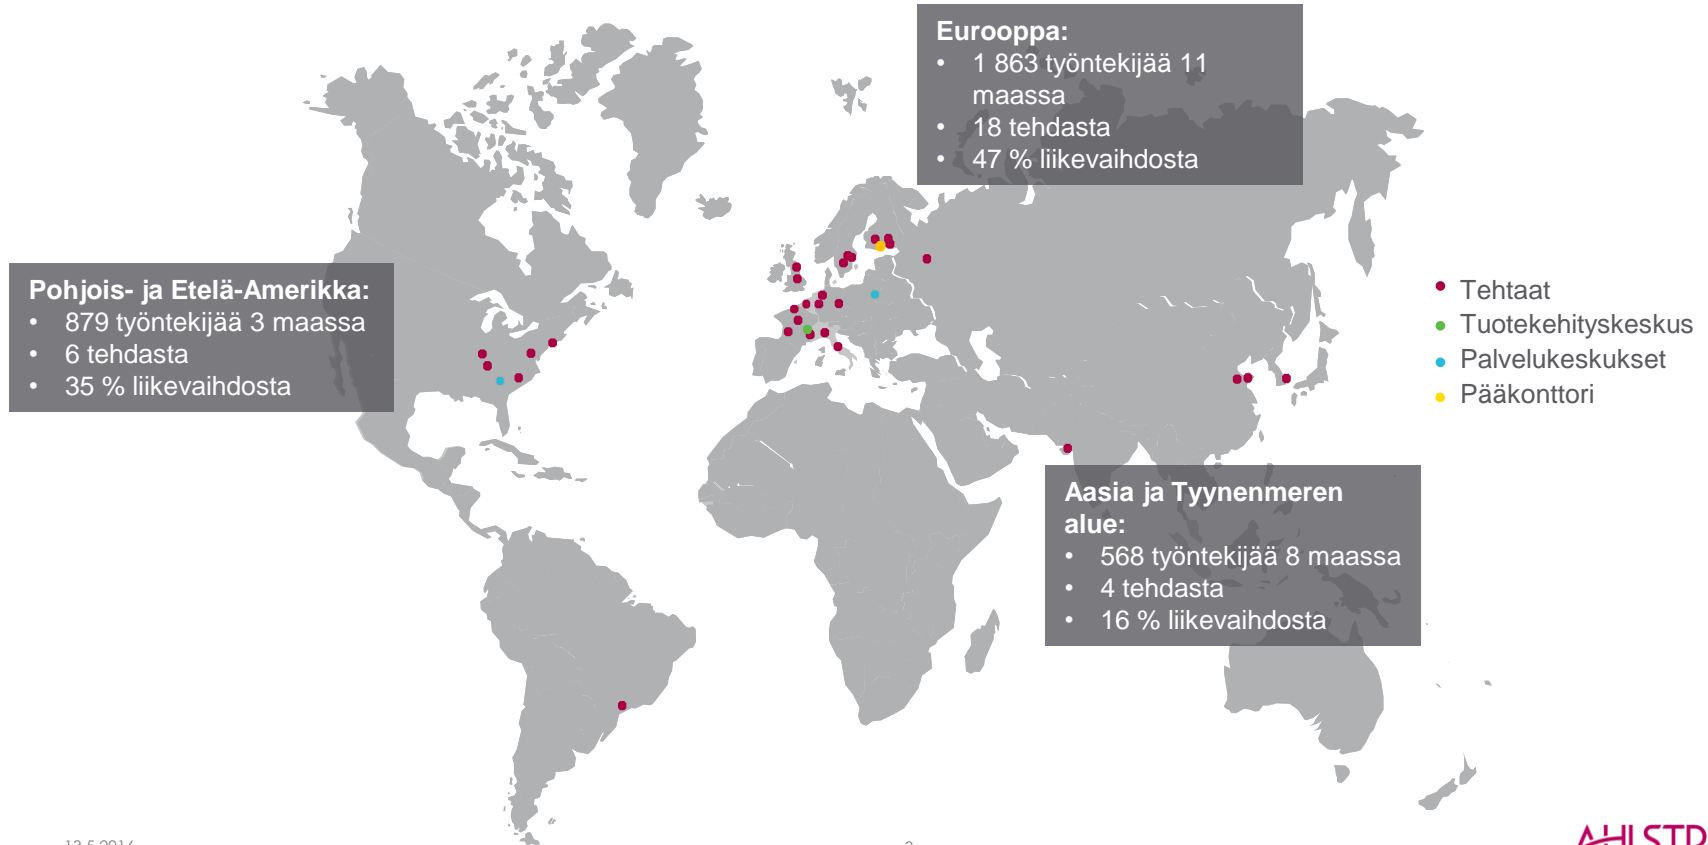 Eurooppa:
• 1 863 työntekijää 11
maassa
• 18 tehdasta
• 47 % liikevaihdosta
Pohjois- ja Etelä-Amerikka:
• 879 työntekijää 3 maassa
• 6 tehdasta
• 35 % liikevaihdosta
Tehtaat
Tuotekehityskeskus
Palvelukeskukset
Pääkonttori
Aasia ja Tyynenmeren
alue:
• 568 työntekijää 8 maassa
• 4 tehdasta
• 16 % liikevaihdosta